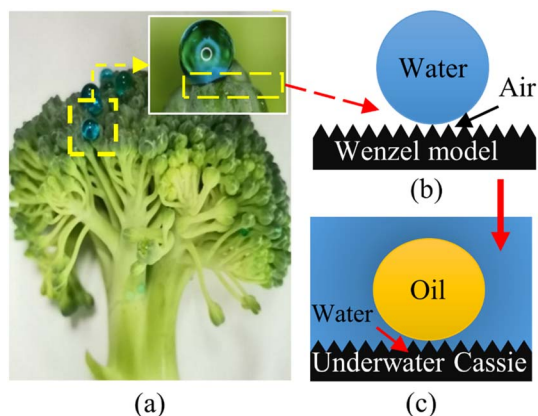 Water
Air
Wenzel model
(b)
Oil
Water
Underwater Cassie
(a)
(c)